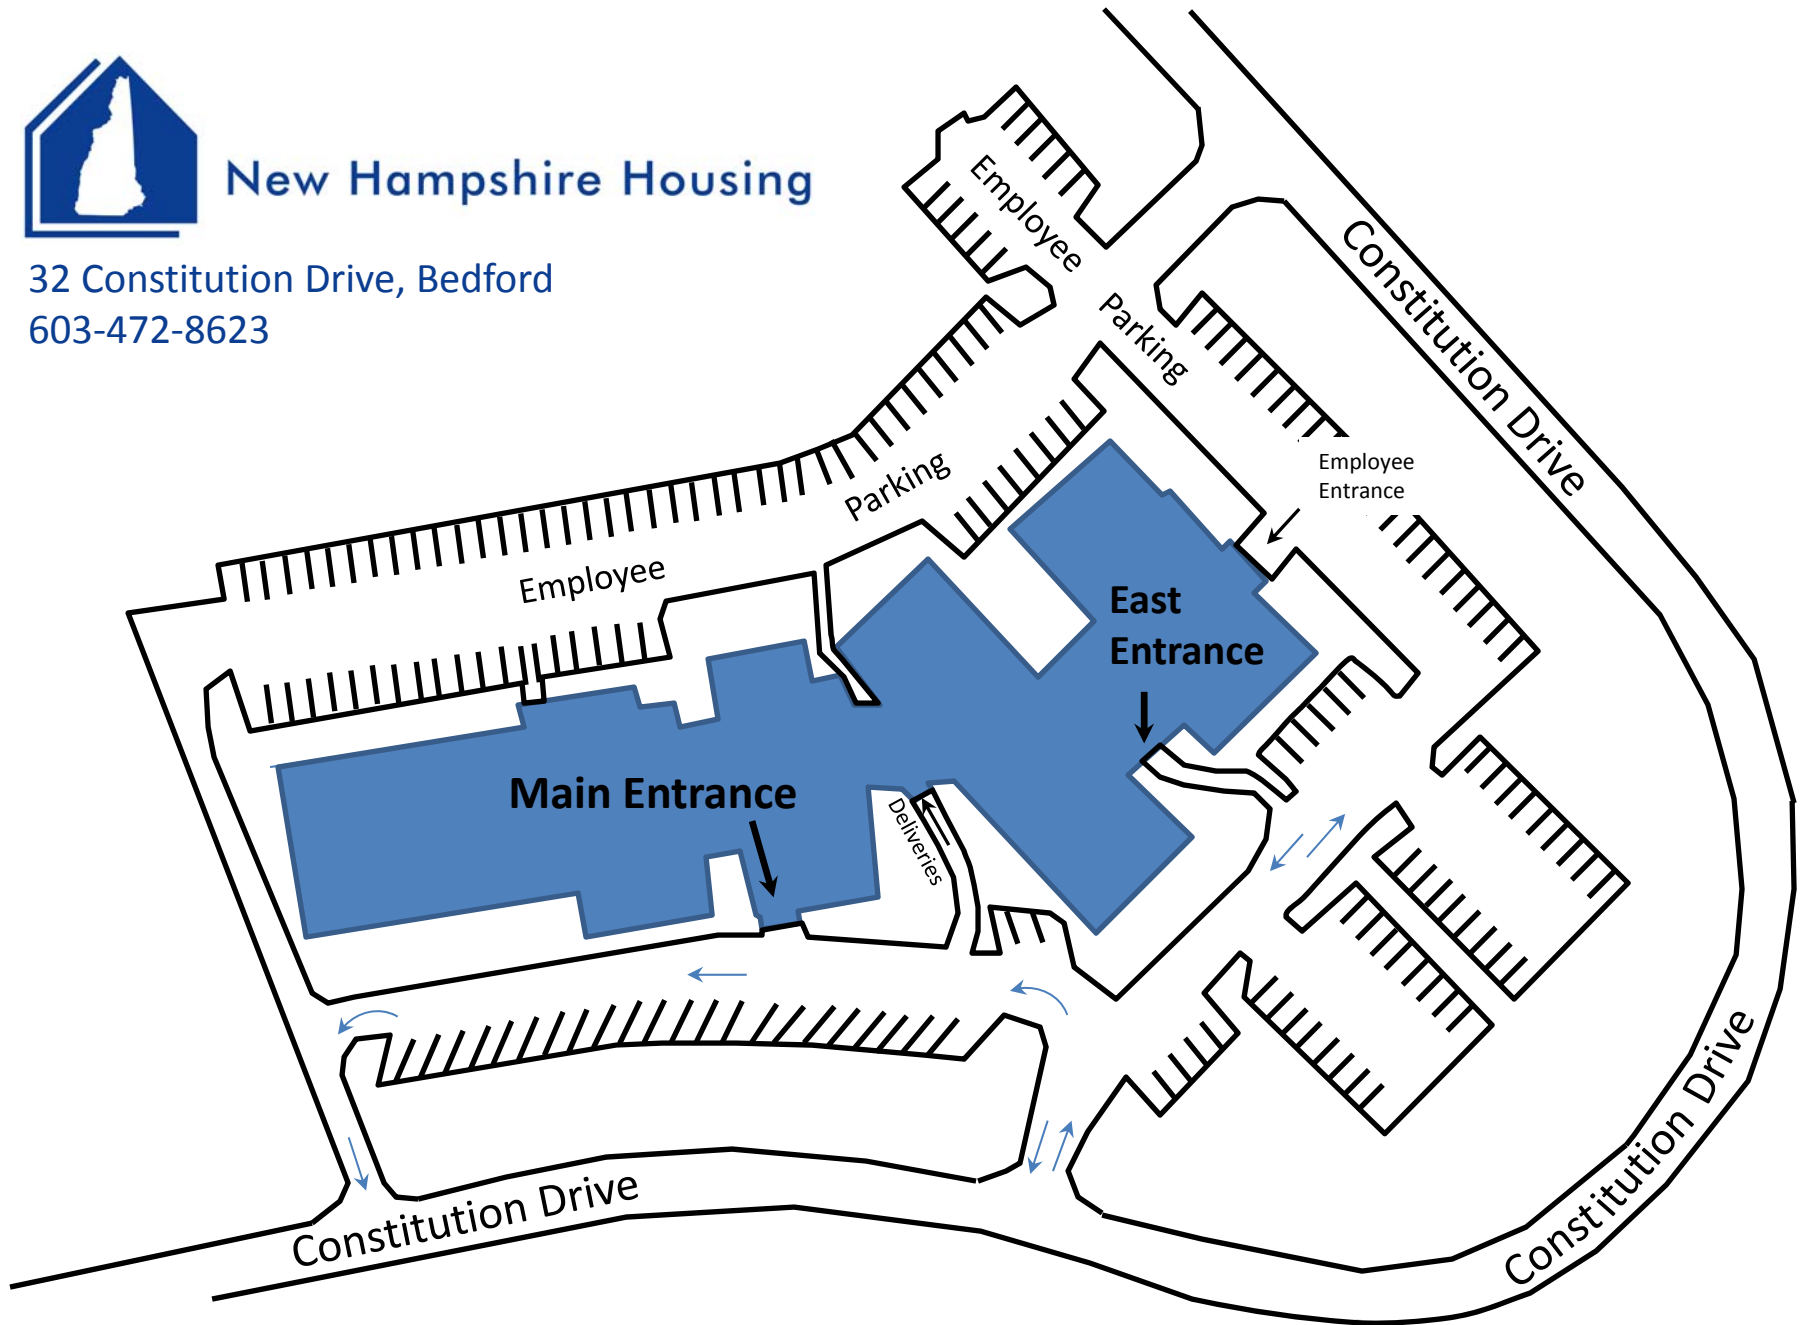 New Hampshire Housing
32 Constitution Drive, Bedford
603-472-8623
Employee
Parking
Constitution Drive
Employee
Entrance
Parking
Employee
East
Entrance
Main Entrance
Deliveries
Constitution Drive
Constitution Drive